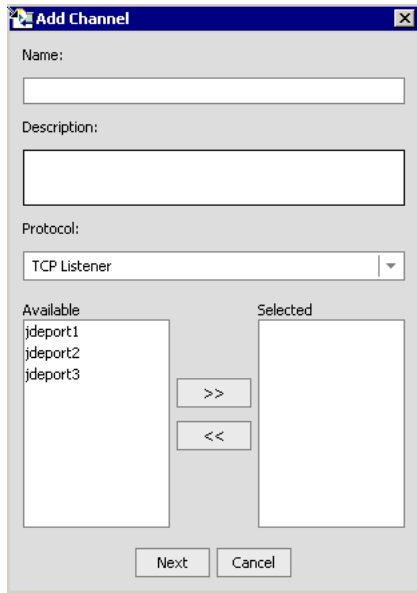 Add Channel
Name:
Description:
Protocol:
TCP Listener
Available
Selected
jdeport1
jdeport2
jdeport3
>>
<<
Next
Cancel